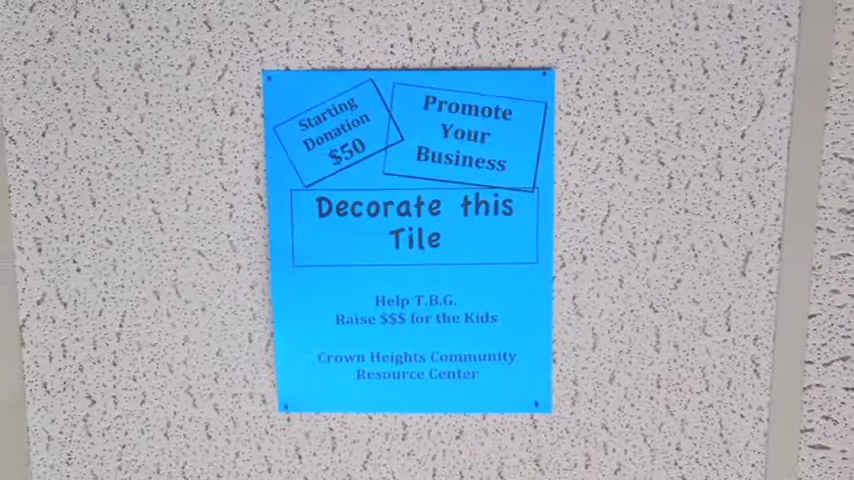 Starting
Donation
$50
Promote
Your
Business
Decorate this
Tile
Help T.B.G.
Raise $$$ for the Kids
Crown Heights Community
Resource Center